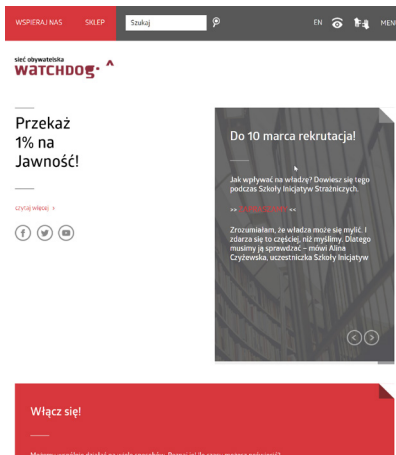 WSPIERAJ NAS SKLEP Szukaj EN MENU
sieć obywatelska
WATCHDOG
Przekaż
1% na
Jawność!
czytaj więcej >
Do 10 marca rekrutacja!
Jak wpływać na władzę? Dowiesz się tego
podczas Szkoły Inicjatyw Strażniczych.
>> <<
Zrozumiałam, że władza może się mylić. I
zdarza się to częściej, niż myślimy. Dlatego
musimy ją sprawdzać – mówi Alina
Czyżewska, uczestniczka Szkoły Inicjatyw
Włącz się!